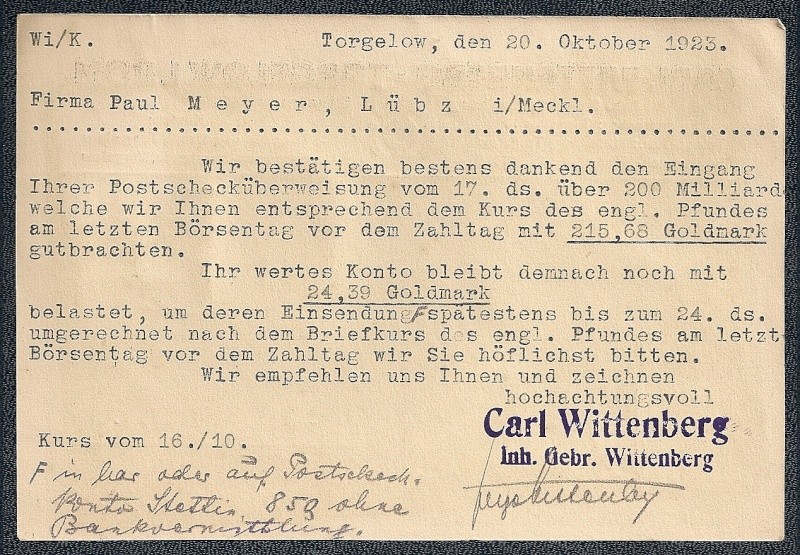 Wi/K. Torgelow, den 20. Oktober 1923.
Firma Paul M e y e r , L ü b z i/Meckl.
Wir bestätigen bestens dankend den Eingang
Ihrer Postschecküberweisung vom 17. ds. über 200 Milliard
welche wir Ihnen entsprechend dem Kurs des engl. Pfundes
am letzten Börsentag vor dem Zahltag mit 215,68 Goldmark
gutbrachten.
Ihr wertes Konto bleibt demnach noch mit
24,39 Goldmark
belastet, um deren Einsendung F spätestens bis zum 24. ds.
umgerechnet nach dem Briefkurs des engl. Pfundes am letzt
Börsentag vor dem Zahltag wir Sie höflichst bitten.
Wir empfehlen uns Ihnen und zeichnen
hochachtungsvoll
Carl Wittenberg
Inh. Gebr. Wittenberg
Kurs vom 16./10.
F in bar oder auf Postscheck-
konto Stettin 859 ohne
Bankvermittlung.